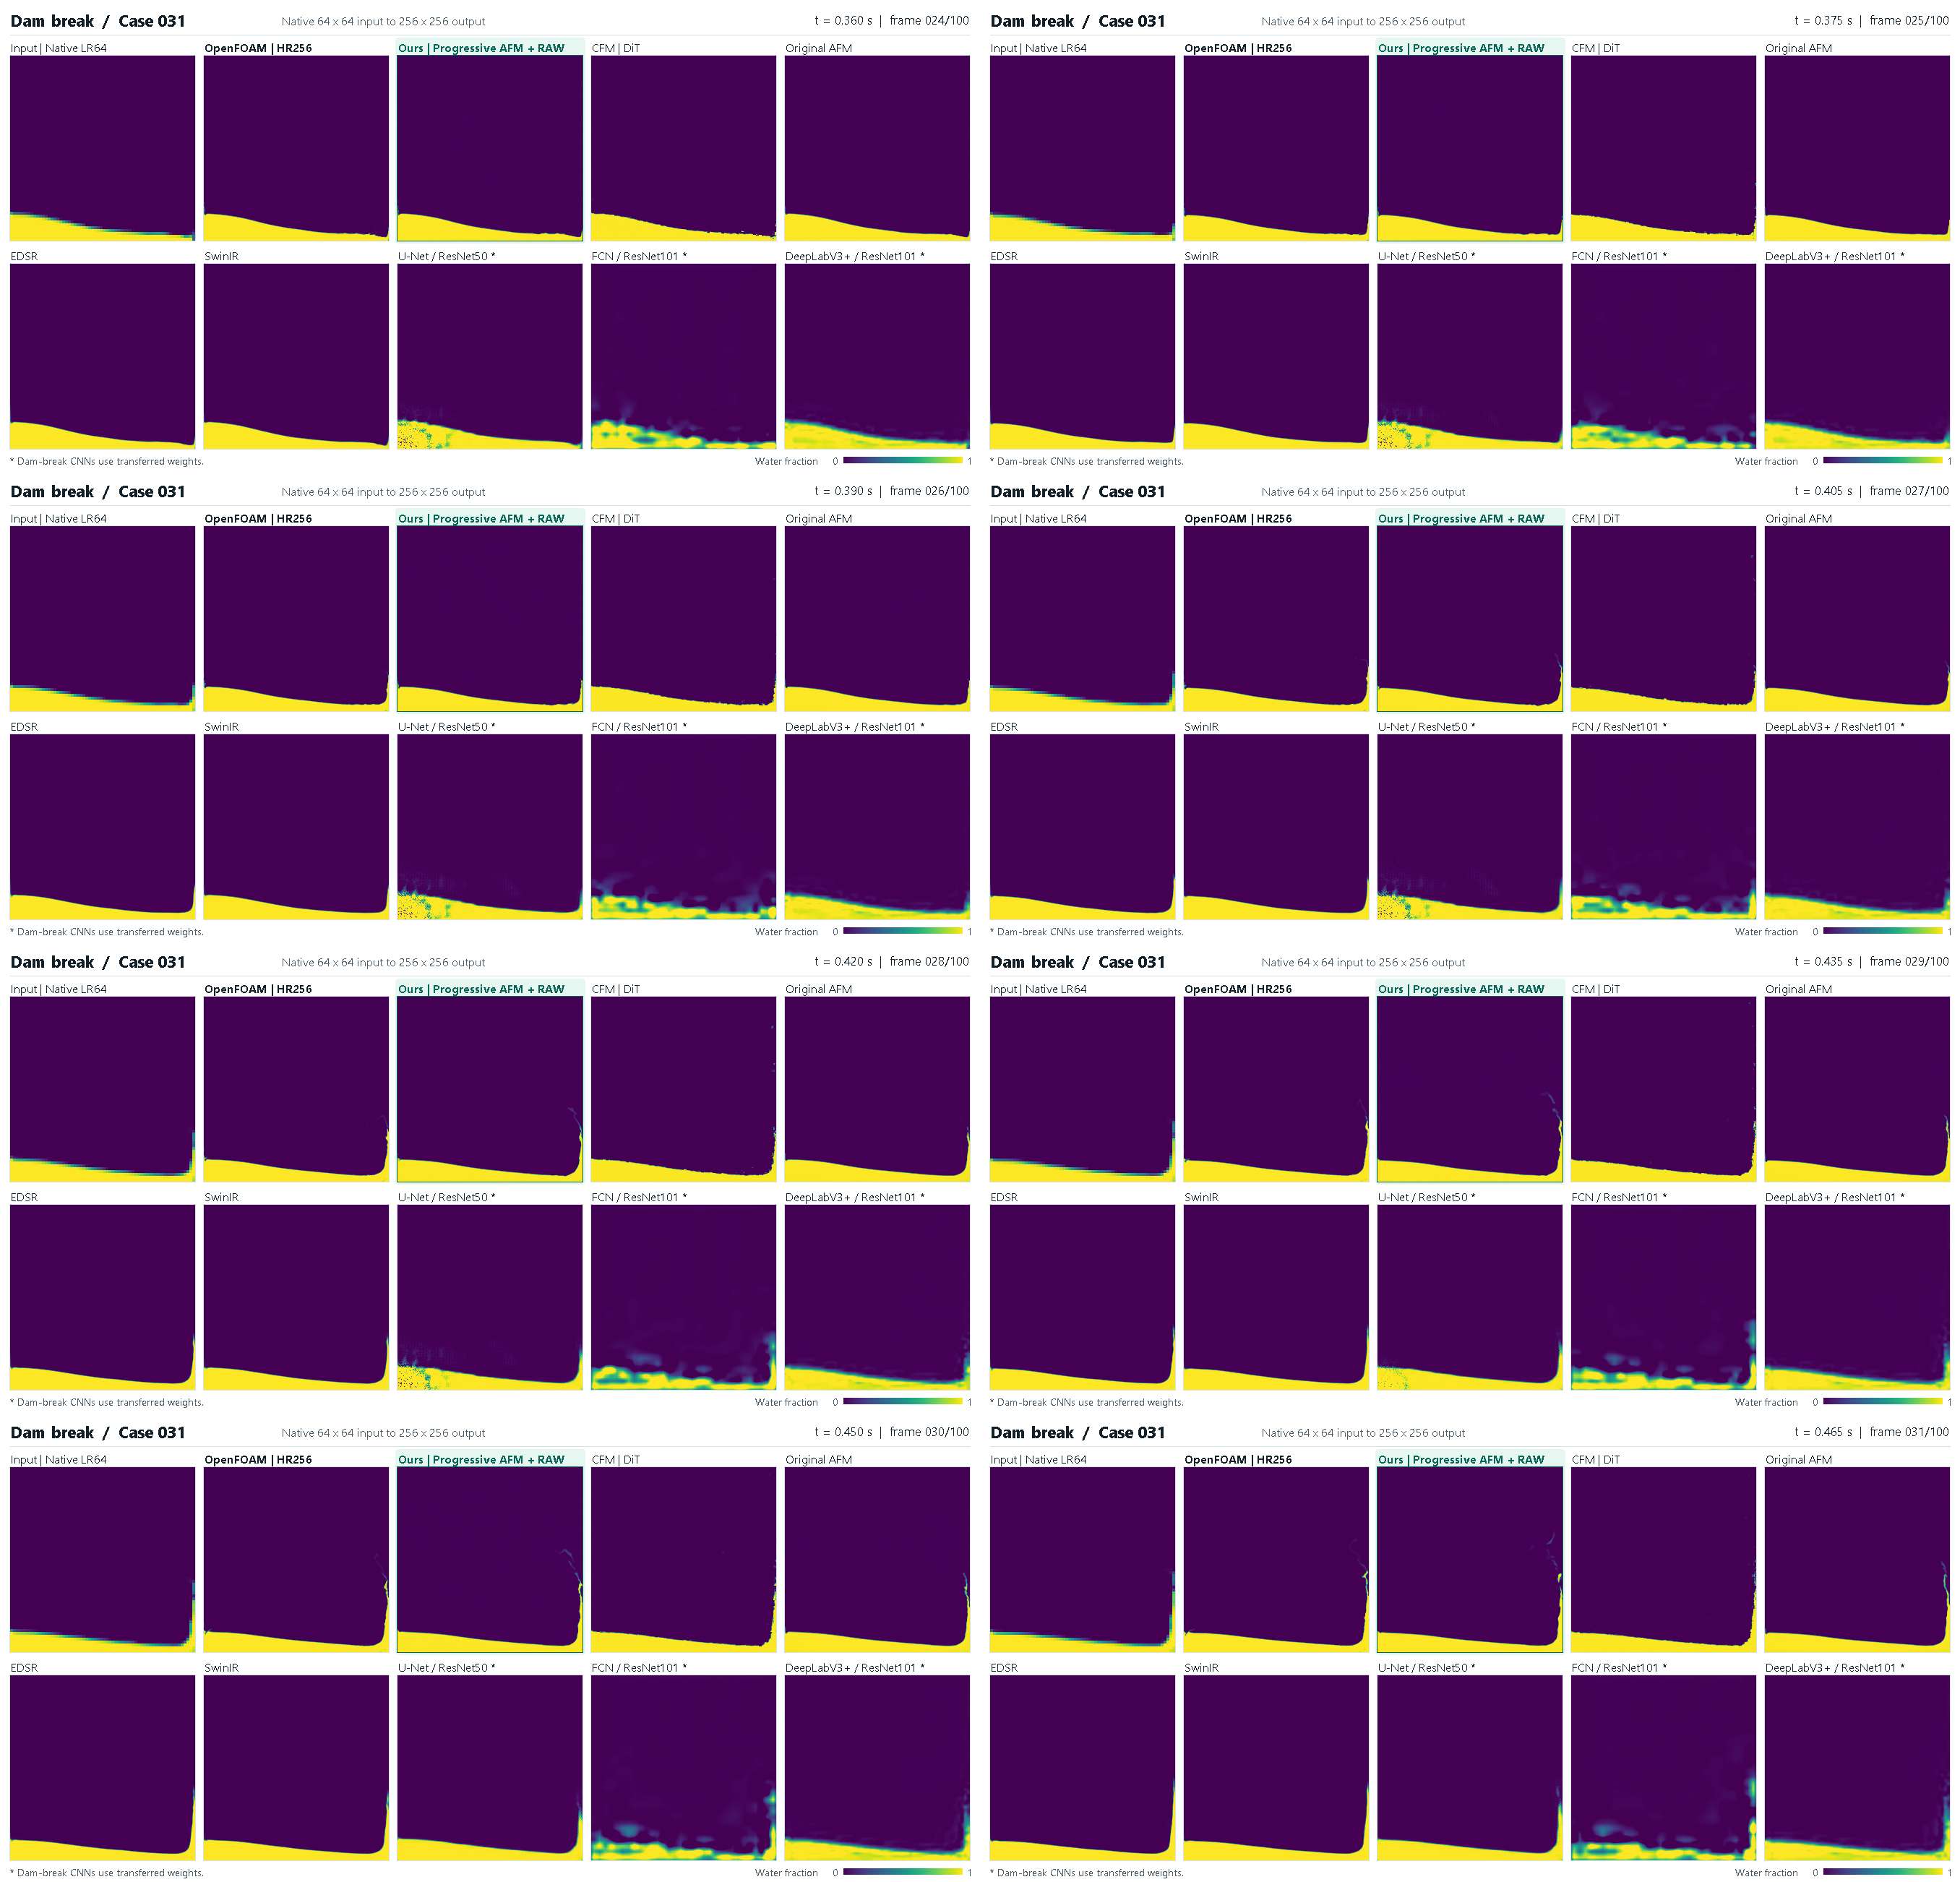 Dam break / Case 031 Native 64 x 64 input to 256 x 256 output t = 0.360 s | frame 024/100
Input | Native LR64 OpenFOAM | HR256 Ours | Progressive AFM + RAW CFM | DiT Original AFM
EDSR SwinIR U-Net / ResNet50 * FCN / ResNet101 * DeepLabV3+ / ResNet101 *
* Dam-break CNNs use transferred weights. Water fraction 0 1
Dam break / Case 031 Native 64 x 64 input to 256 x 256 output t = 0.375 s | frame 025/100
Input | Native LR64 OpenFOAM | HR256 Ours | Progressive AFM + RAW CFM | DiT Original AFM
EDSR SwinIR U-Net / ResNet50 * FCN / ResNet101 * DeepLabV3+ / ResNet101 *
* Dam-break CNNs use transferred weights. Water fraction 0 1
Dam break / Case 031 Native 64 x 64 input to 256 x 256 output t = 0.390 s | frame 026/100
Input | Native LR64 OpenFOAM | HR256 Ours | Progressive AFM + RAW CFM | DiT Original AFM
EDSR SwinIR U-Net / ResNet50 * FCN / ResNet101 * DeepLabV3+ / ResNet101 *
* Dam-break CNNs use transferred weights. Water fraction 0 1
Dam break / Case 031 Native 64 x 64 input to 256 x 256 output t = 0.405 s | frame 027/100
Input | Native LR64 OpenFOAM | HR256 Ours | Progressive AFM + RAW CFM | DiT Original AFM
EDSR SwinIR U-Net / ResNet50 * FCN / ResNet101 * DeepLabV3+ / ResNet101 *
* Dam-break CNNs use transferred weights. Water fraction 0 1
Dam break / Case 031 Native 64 x 64 input to 256 x 256 output t = 0.420 s | frame 028/100
Input | Native LR64 OpenFOAM | HR256 Ours | Progressive AFM + RAW CFM | DiT Original AFM
EDSR SwinIR U-Net / ResNet50 * FCN / ResNet101 * DeepLabV3+ / ResNet101 *
* Dam-break CNNs use transferred weights. Water fraction 0 1
Dam break / Case 031 Native 64 x 64 input to 256 x 256 output t = 0.435 s | frame 029/100
Input | Native LR64 OpenFOAM | HR256 Ours | Progressive AFM + RAW CFM | DiT Original AFM
EDSR SwinIR U-Net / ResNet50 * FCN / ResNet101 * DeepLabV3+ / ResNet101 *
* Dam-break CNNs use transferred weights. Water fraction 0 1
Dam break / Case 031 Native 64 x 64 input to 256 x 256 output t = 0.450 s | frame 030/100
Input | Native LR64 OpenFOAM | HR256 Ours | Progressive AFM + RAW CFM | DiT Original AFM
EDSR SwinIR U-Net / ResNet50 * FCN / ResNet101 * DeepLabV3+ / ResNet101 *
* Dam-break CNNs use transferred weights. Water fraction 0 1
Dam break / Case 031 Native 64 x 64 input to 256 x 256 output t = 0.465 s | frame 031/100
Input | Native LR64 OpenFOAM | HR256 Ours | Progressive AFM + RAW CFM | DiT Original AFM
EDSR SwinIR U-Net / ResNet50 * FCN / ResNet101 * DeepLabV3+ / ResNet101 *
* Dam-break CNNs use transferred weights. Water fraction 0 1